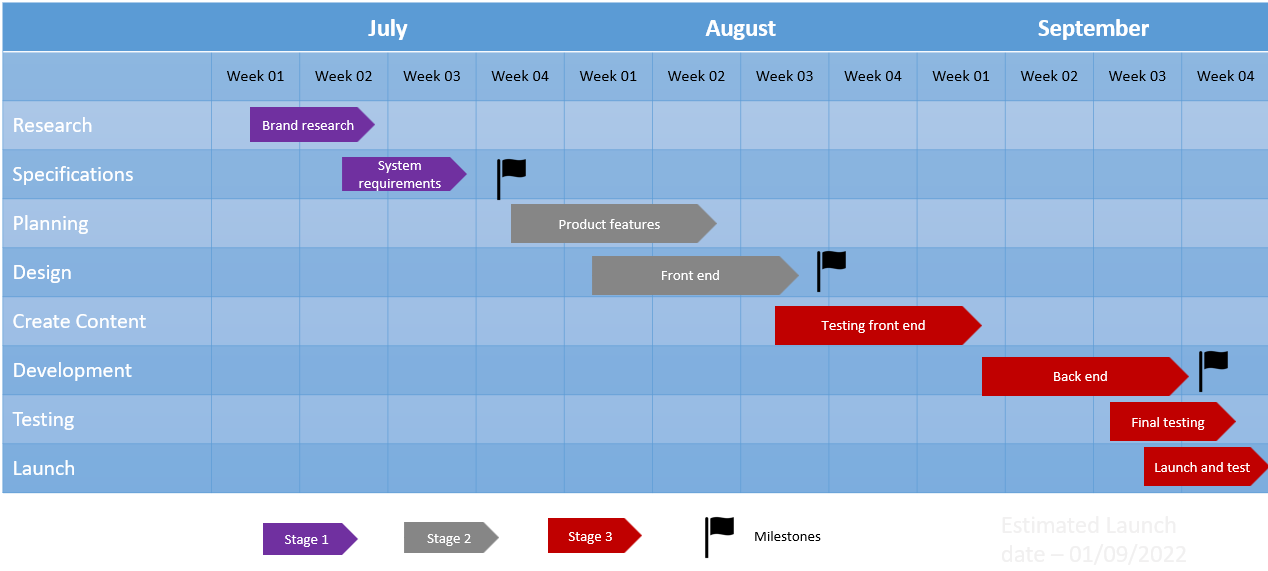 July August September
Week 01 Week 02 Week 03 Week 04 Week 01 Week 02 Week 03 Week 04 Week 01 Week 02 Week 03 Week 04
Research Brand research
Specifications System
requirements
Planning Product features
Design Front end
Create Content Testing front end
Development Back end
Testing Final testing
Launch Launch and test
Stage 1 Stage 2 Stage 3 Milestones
Estimated Launch
date – 01/09/2022